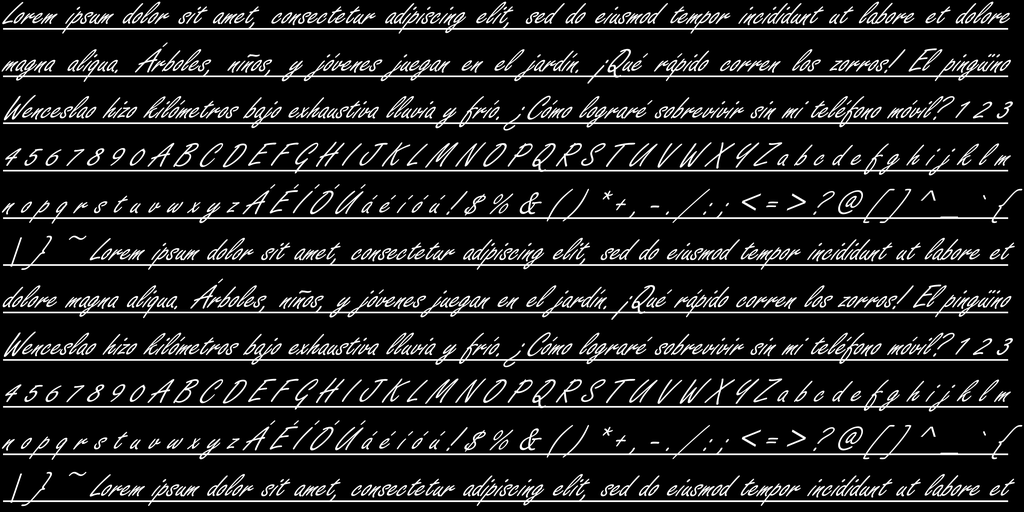 Lorem ipsum dolor sit amet, consectetur adipiscing elit, sed do eiusmod tempor incididunt ut labore et dolore
magna aliqua. Árboles, niños, y jóvenes juegan en el jardín. ¡Qué rápido corren los zorros! El pingüino
Wenceslao hizo kilómetros bajo exhaustiva lluvia y frío. ¿Cómo lograré sobrevivir sin mi teléfono móvil? 1 2 3
4 5 6 7 8 9 0 A B C D E F G H I J K L M N O P Q R S T U V W X Y Z a b c d e f g h i j k l m
n o p q r s t u v w x y z Á É Í Ó Ú á é í ó ú ! $ % & ( ) * + , - . / : ; < = > ? @ [ ] ^ _ ` {
| } ~ Lorem ipsum dolor sit amet, consectetur adipiscing elit, sed do eiusmod tempor incididunt ut labore et
dolore magna aliqua. Árboles, niños, y jóvenes juegan en el jardín. ¡Qué rápido corren los zorros! El pingüino
Wenceslao hizo kilómetros bajo exhaustiva lluvia y frío. ¿Cómo lograré sobrevivir sin mi teléfono móvil? 1 2 3
4 5 6 7 8 9 0 A B C D E F G H I J K L M N O P Q R S T U V W X Y Z a b c d e f g h i j k l m
n o p q r s t u v w x y z Á É Í Ó Ú á é í ó ú ! $ % & ( ) * + , - . / : ; < = > ? @ [ ] ^ _ ` {
| } ~ Lorem ipsum dolor sit amet, consectetur adipiscing elit, sed do eiusmod tempor incididunt ut labore et